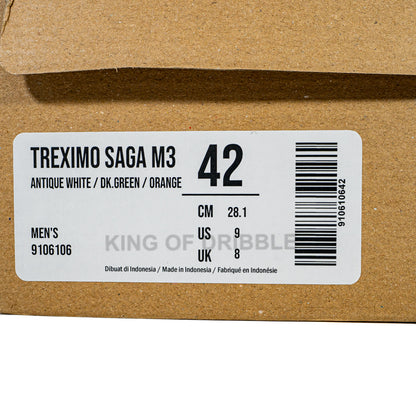 TREXIMO SAGA M3
42
ANTIQUE WHITE / DK.GREEN / ORANGE
CM 28.1
MEN'S
US 9
KING OF DRIBBLE
9106106
UK 8
Dibuat di Indonesia / Made in Indonesia / Fabriqué en Indonésie
910610642